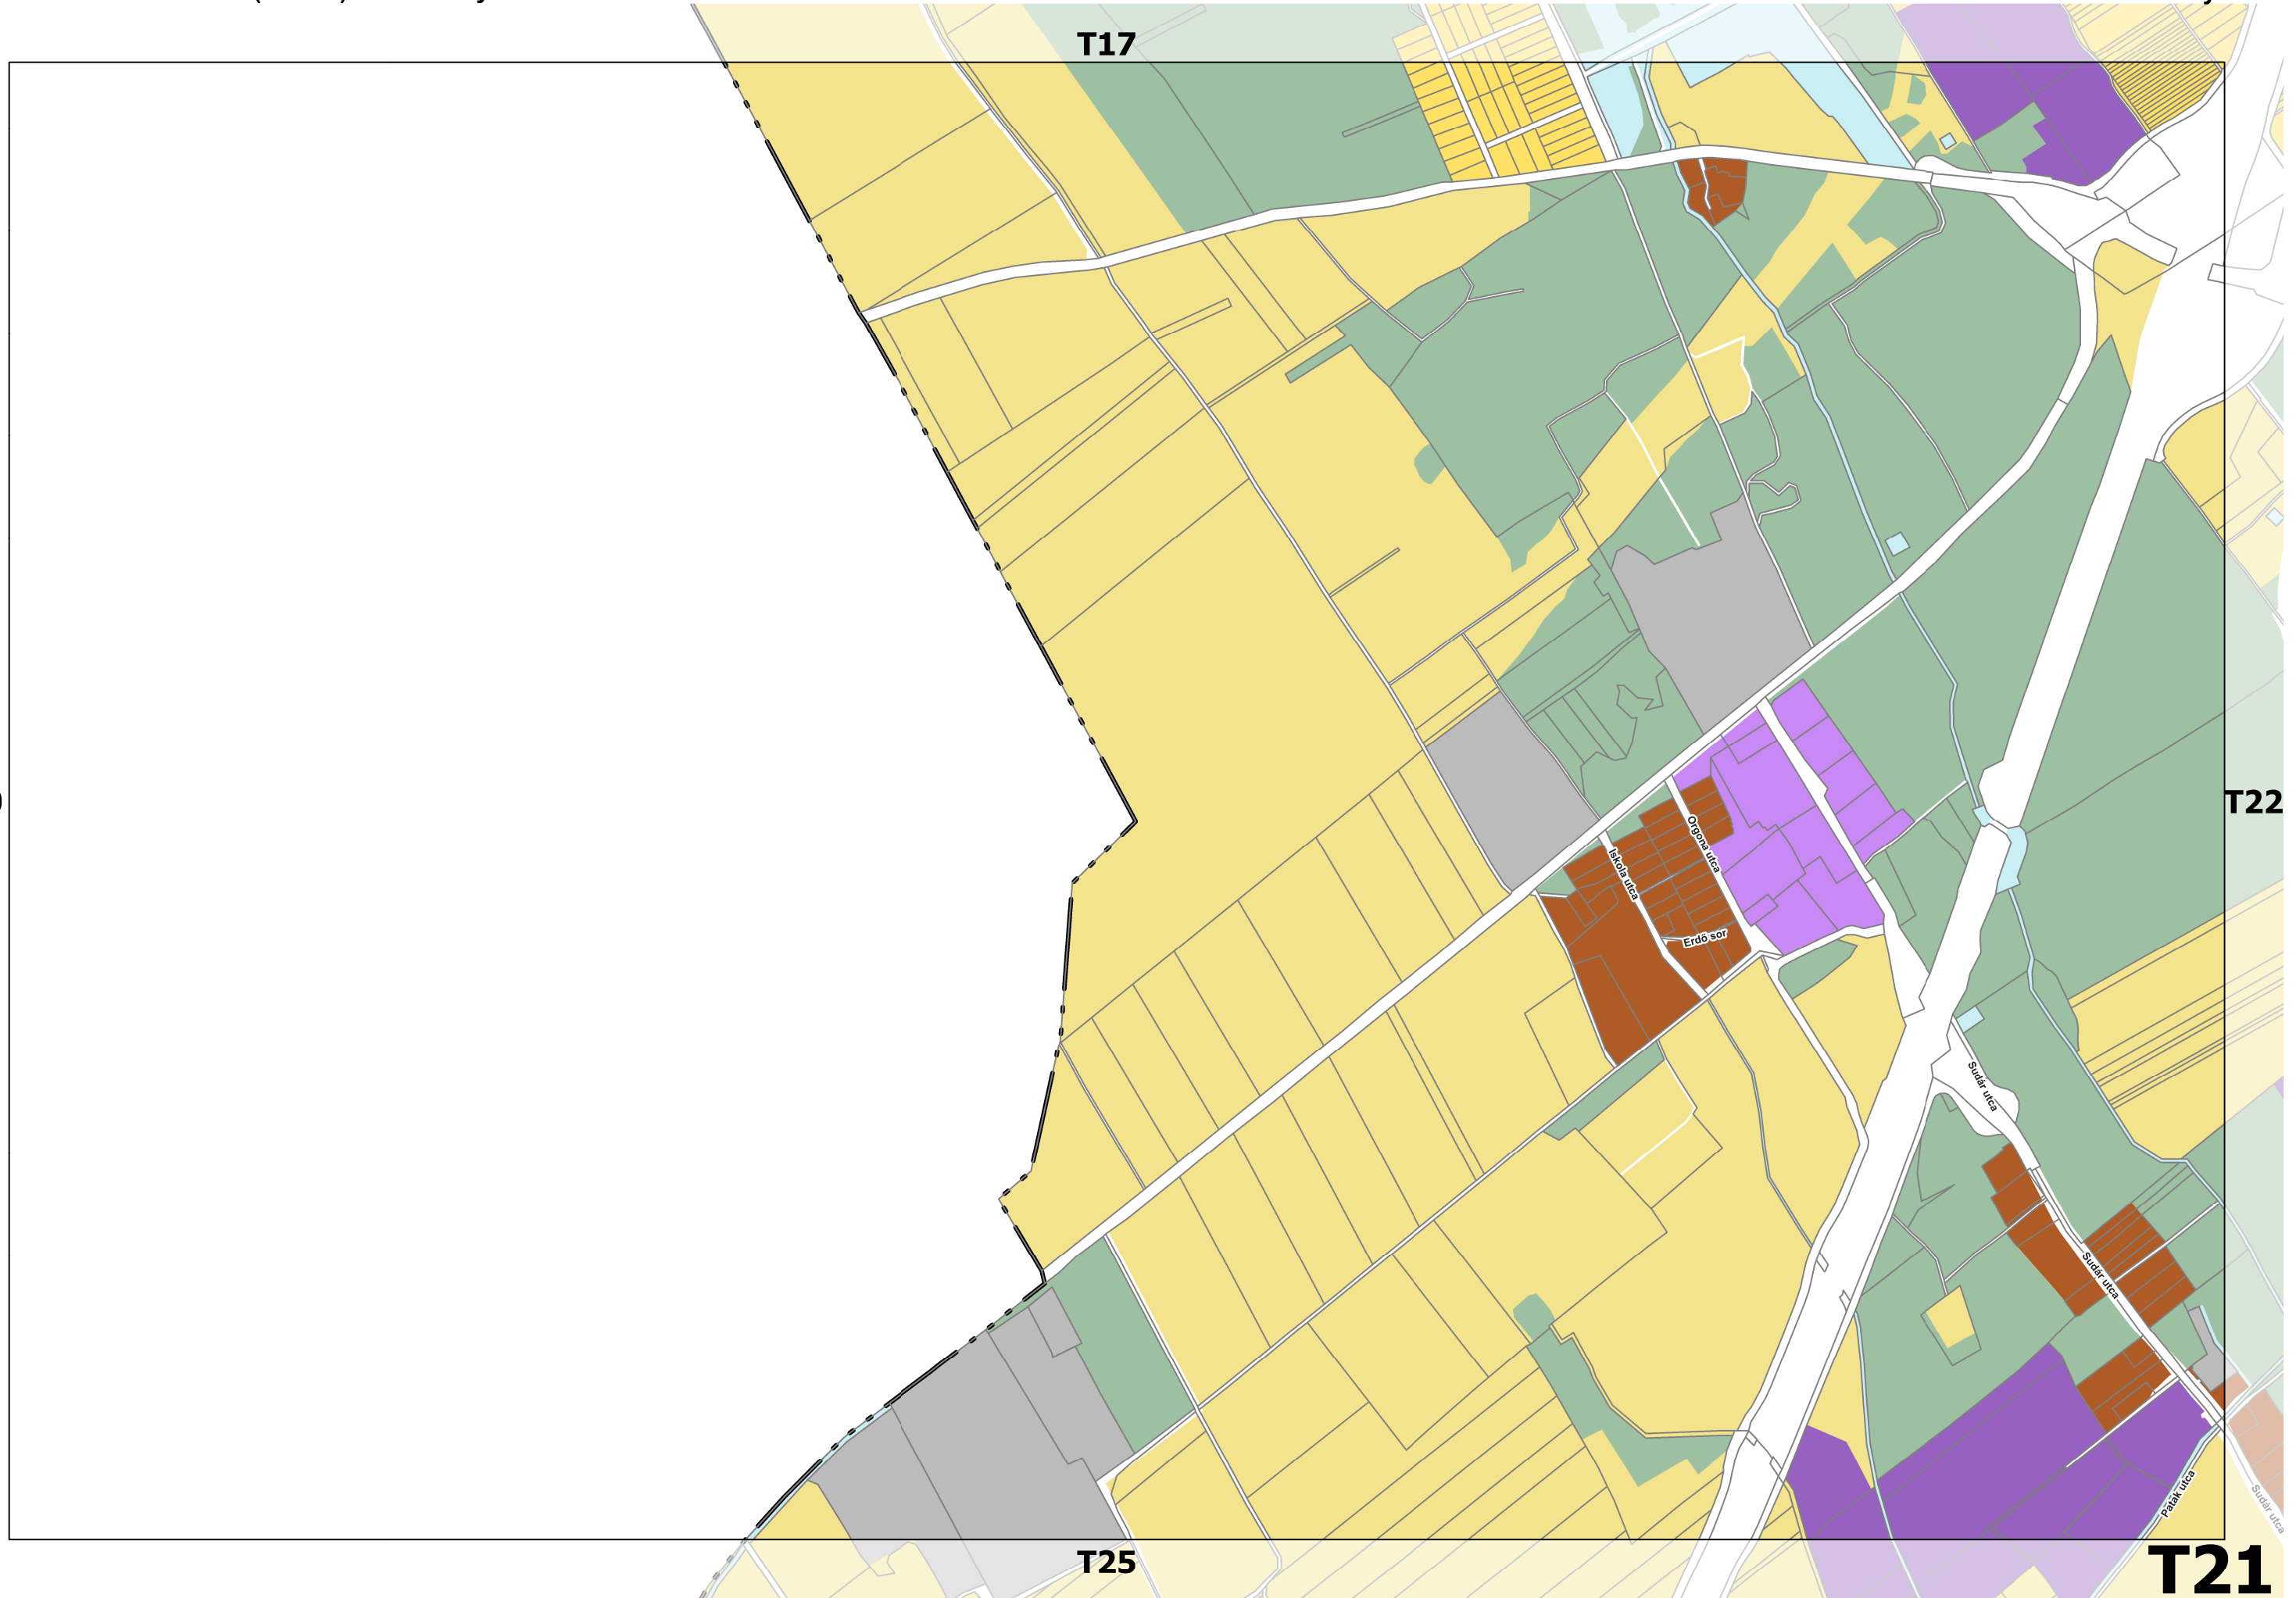 T17
T22
Orgona utca
Iskola utca
Erdő sor
Sudár utca
Sudár utca
Patak utca
Sudár utca
T25
T21